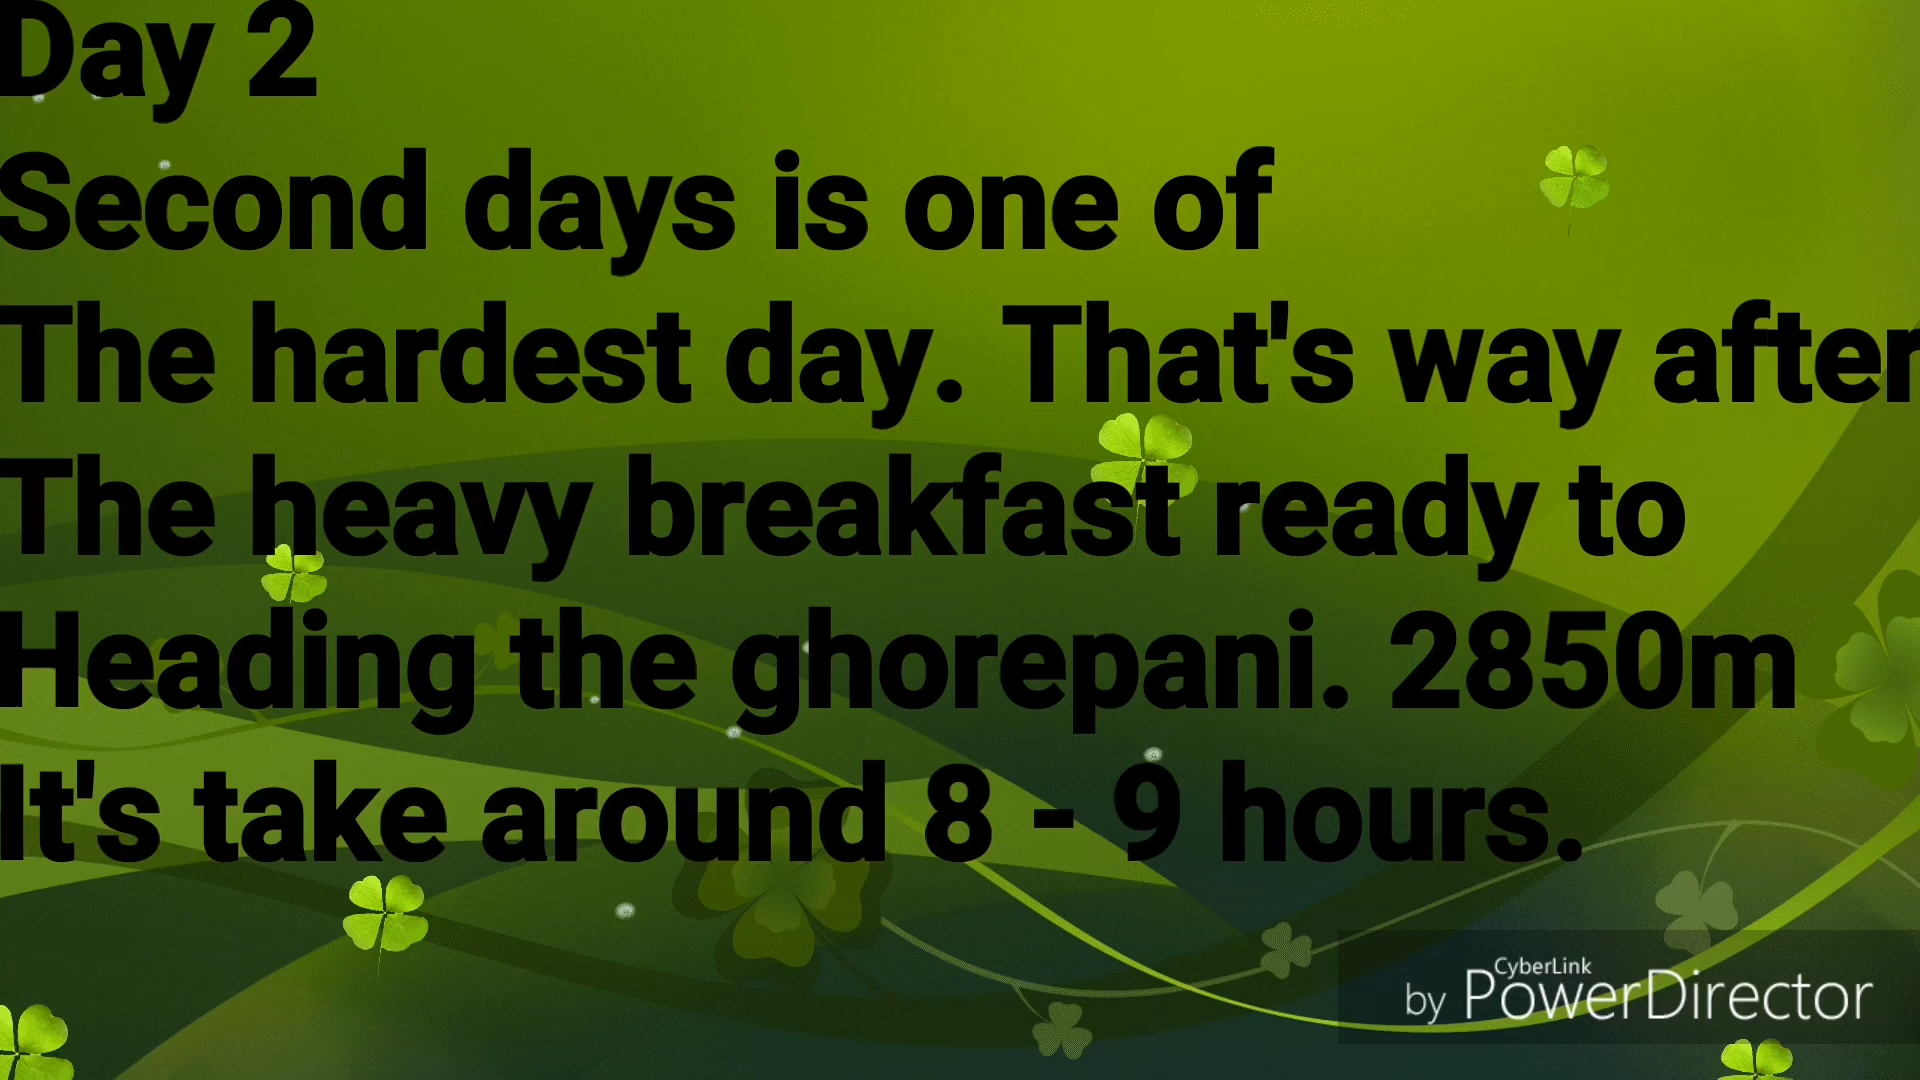 Day 2
Second days is one of
The hardest day. That's way after
The heavy breakfast ready to
Heading the ghorepani. 2850m
It's take around 8 - 9 hours.
by CyberLink PowerDirector